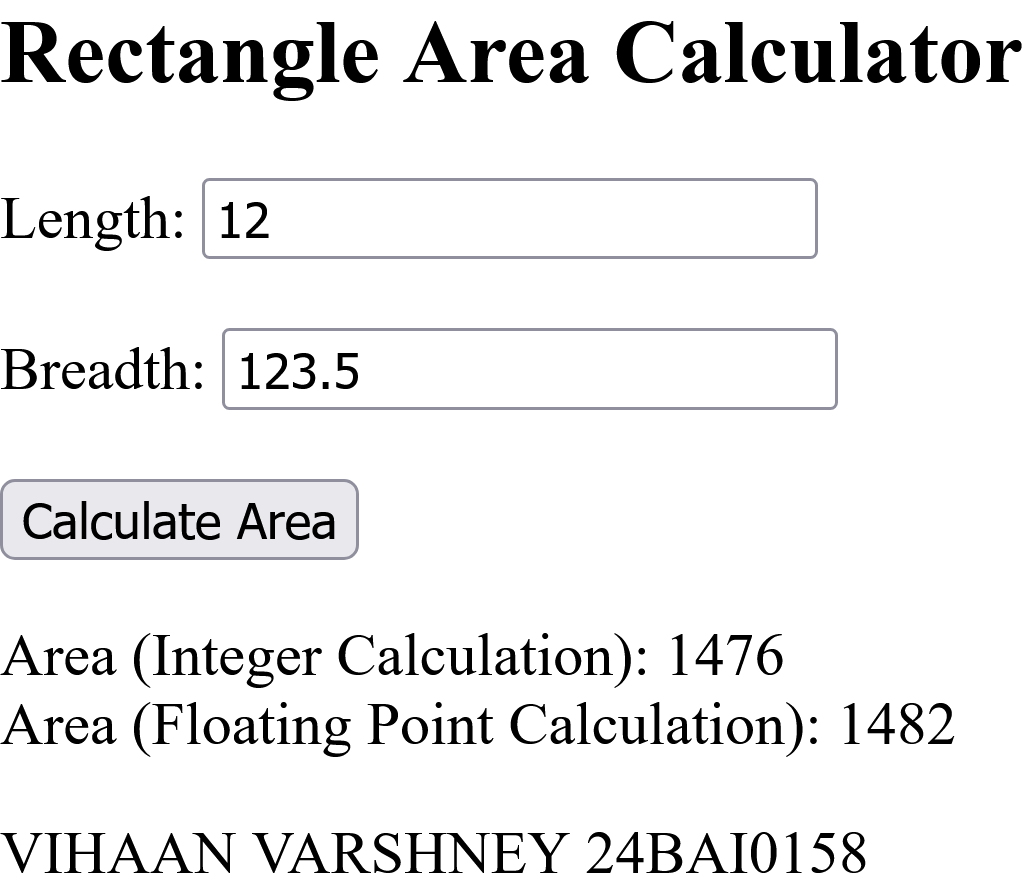 Rectangle Area Calculator
Length: 12
Breadth: 123.5
Calculate Area
Area (Integer Calculation): 1476
Area (Floating Point Calculation): 1482
VIHAAN VARSHNEY 24BAI0158